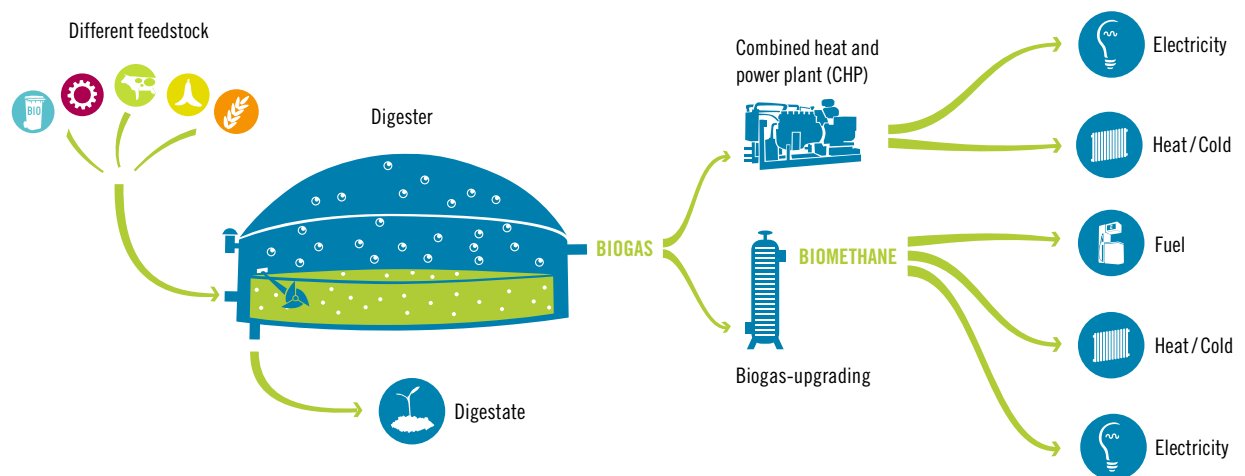 Different feedstock
BIO
Digester
BIOGAS
Digestate
Combined heat and
power plant (CHP)
Biogas-upgrading
BIOMETHANE
Electricity
Heat / Cold
Fuel
Heat / Cold
Electricity